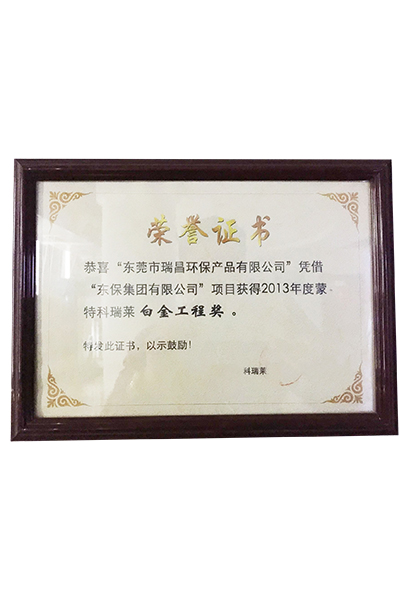 荣誉证书
恭喜“东莞市瑞昌环保产品有限公司”凭借
“东保集团有限公司”项目获得2013年度蒙
特科瑞莱白金工程奖。
特发此证书，以示鼓励！
科瑞莱